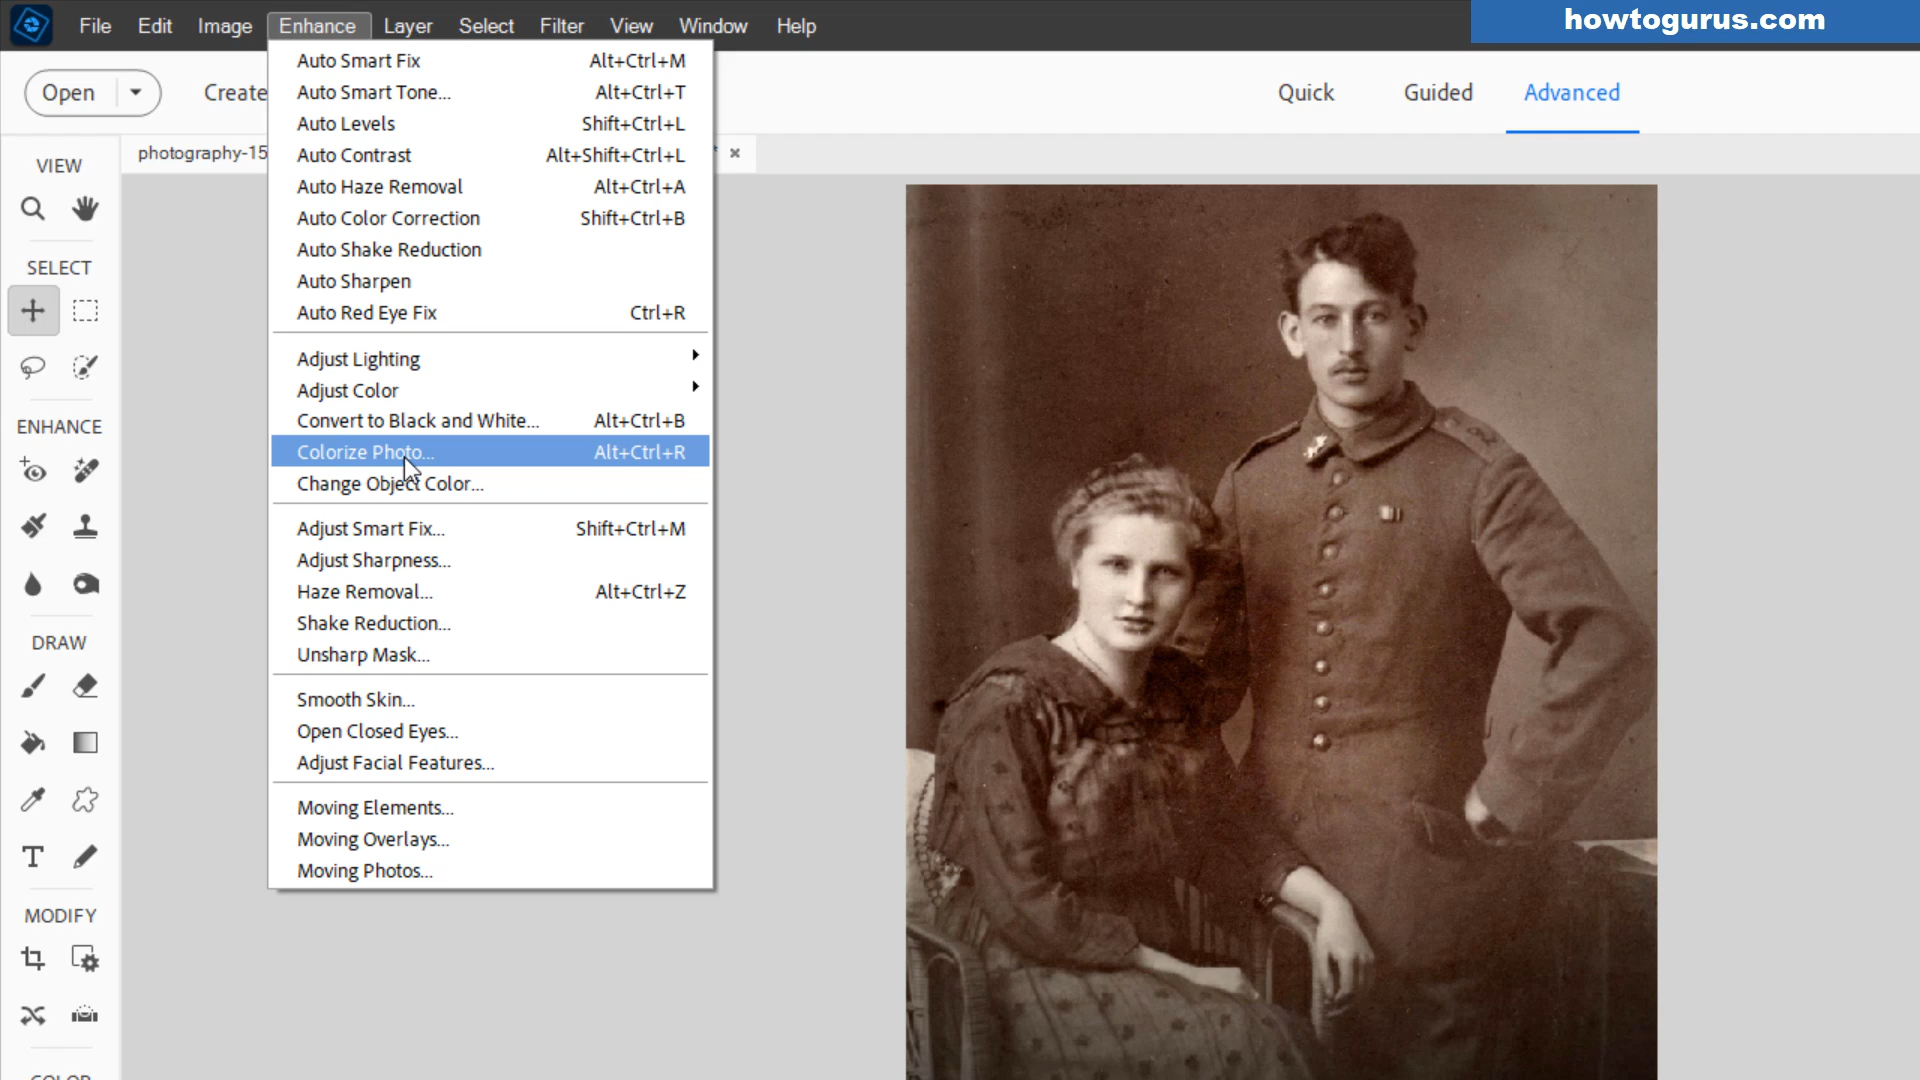 File Edit Image Enhance Layer Select Filter View Window Help
howtogurus.com
Open Create Quick Guided Advanced
photography-15
VIEW
SELECT
ENHANCE
DRAW
MODIFY
Auto Smart Fix Alt+Ctrl+M
Auto Smart Tone... Alt+Ctrl+T
Auto Levels Shift+Ctrl+L
Auto Contrast Alt+Shift+Ctrl+L
Auto Haze Removal Alt+Ctrl+A
Auto Color Correction Shift+Ctrl+B
Auto Shake Reduction
Auto Sharpen
Auto Red Eye Fix Ctrl+R
Adjust Lighting
Adjust Color
Convert to Black and White... Alt+Ctrl+B
Colorize Photo... Alt+Ctrl+R
Change Object Color...
Adjust Smart Fix... Shift+Ctrl+M
Adjust Sharpness...
Haze Removal... Alt+Ctrl+Z
Shake Reduction...
Unsharp Mask...
Smooth Skin...
Open Closed Eyes...
Adjust Facial Features...
Moving Elements...
Moving Overlays...
Moving Photos...